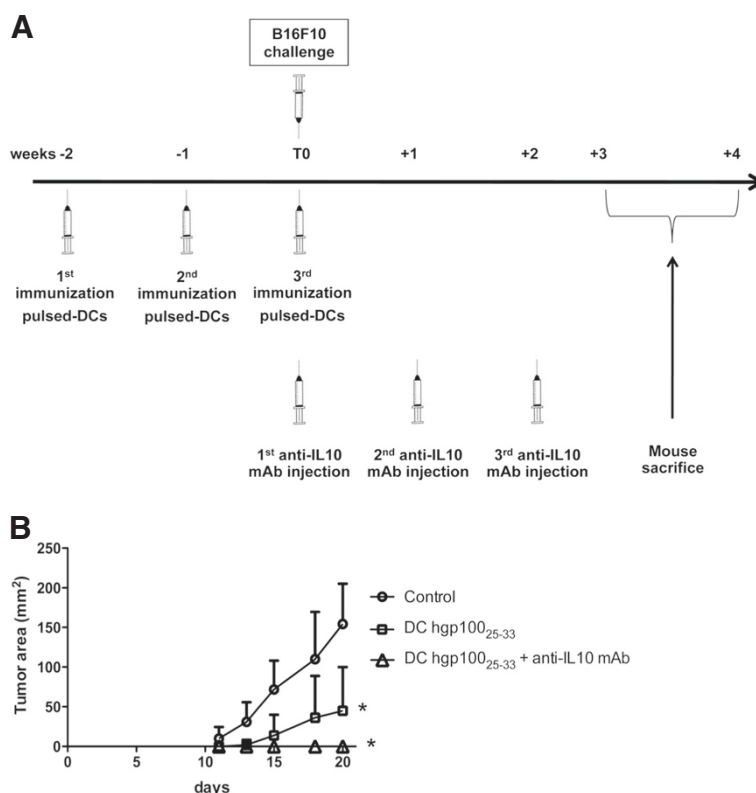 A
B16F10
challenge
weeks -2 -1 T0 +1 +2 +3 +4
1st immunization pulsed-DCs
2nd immunization pulsed-DCs
3rd immunization pulsed-DCs
1st anti-IL10 mAb injection
2nd anti-IL10 mAb injection
3rd anti-IL10 mAb injection
Mouse sacrifice
B
Tumor area (mm2)
250
200
150
100
50
0
0 5 10 15 20
days
Control
DC hgp10025-33
DC hgp10025-33 + anti-IL10 mAb
*
*